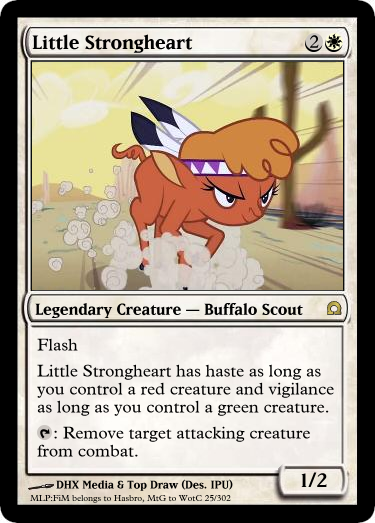 Little Strongheart 2
Legendary Creature — Buffalo Scout
Flash
Little Strongheart has haste as long as
you control a red creature and vigilance
as long as you control a green creature.
: Remove target attacking creature
from combat.
DHX Media & Top Draw (Des. IPU)
MLP:FiM belongs to Hasbro, MtG to WotC 25/302
1/2